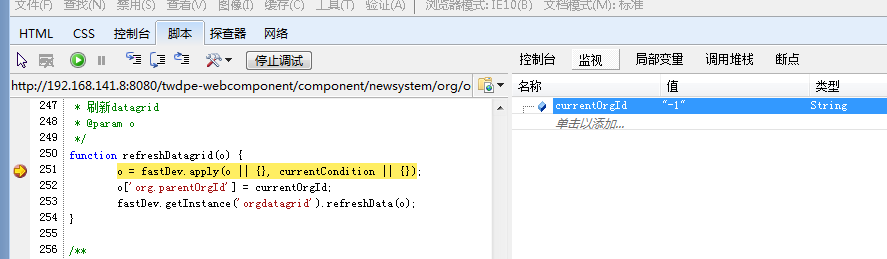 文件(F) 查找(N) 禁用(S) 查看(V) 图像(I) 缓存(C) 工具(T) 验证(A) 浏览器模式: IE10(B) 文档模式(M): 标准
HTML CSS 控制台 脚本 探查器 网络
停止调试
控制台 监视 局部变量 调用堆栈 断点
http://192.168.141.8:8080/twdpe-webcomponent/component/newsystem/org/o
名称 值 类型
currentOrgId "-1" String
单击以添加...
247 * 刷新datagrid
248 * @param o
249 */
250 function refreshDatagrid(o) {
251 o = fastDev.apply(o || {}, currentCondition || {});
252 o['org.parentOrgId'] = currentOrgId;
253 fastDev.getInstance('orgdatagrid').refreshData(o);
254 }
255
256 /**